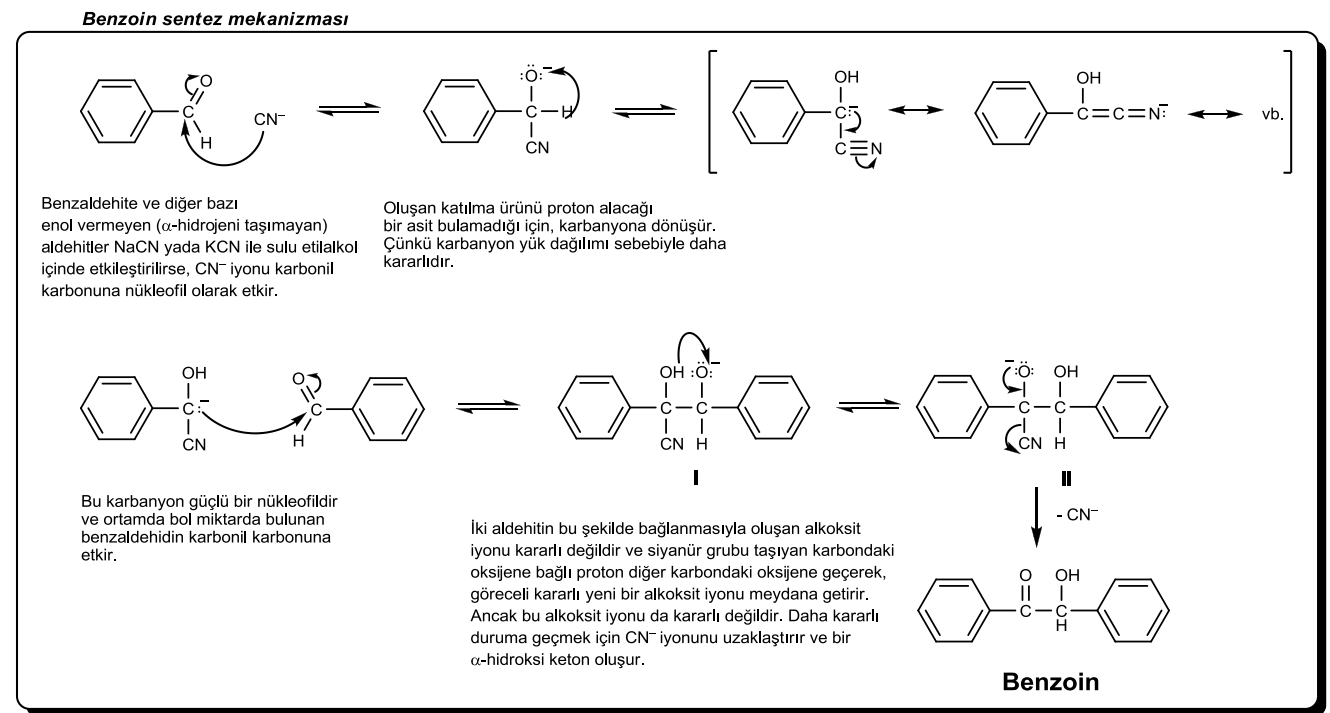 Benzoin sentez mekanizması
O
C
H
CN–
:Ö:–
C H
CN
OH
C:–
C N
OH
C C N:–
vb.
Benzaldehite ve diğer bazı
enol vermeyen (α-hidrojeni taşımayan)
aldehitler NaCN yada KCN ile sulu etilalkol
içinde etkileştirilirse, CN– iyonu karbonil
karbonuna nükleofil olarak etkir.
Oluşan katılma ürünü proton alacağı
bir asit bulamadığı için, karbanyona dönüşür.
Çünkü karbanyon yük dağılımı sebebiyle daha
kararlıdır.
OH
C:–
CN
O
C
H
OH :Ö:–
C C
CN H
I
–:Ö: OH
C C
CN H
II
- CN–
Bu karbanyon güçlü bir nükleofildir
ve ortamda bol miktarda bulunan
benzaldehidin karbonil karbonuna
etkir.
İki aldehitin bu şekilde bağlanmasıyla oluşan alkoksit
iyonu kararlı değildir ve siyanür grubu taşıyan karbondaki
oksijene bağlı proton diğer karbondaki oksijene geçerek,
göreceli kararlı yeni bir alkoksit iyonu meydana getirir.
Ancak bu alkoksit iyonu da kararlı değildir. Daha kararlı
duruma geçmek için CN– iyonunu uzaklaştırır ve bir
α-hidroksi keton oluşur.
O OH
C C
H
Benzoin